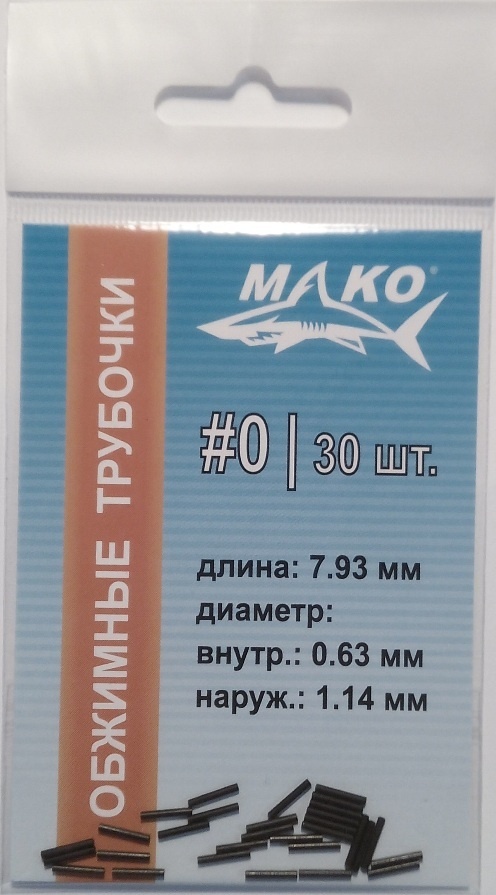 MAKO®
#0 | 30 шт.
ОБЖИМНЫЕ ТРУБОЧКИ
длина: 7.93 мм
диаметр:
внутр.: 0.63 мм
наруж.: 1.14 мм